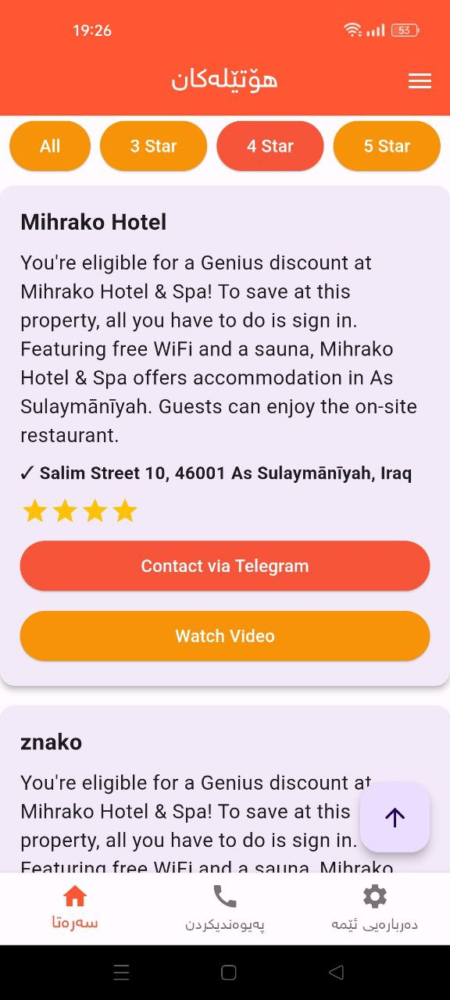 19:26
53
هۆتێلەکان
All
3 Star
4 Star
5 Star
Mihrako Hotel
You're eligible for a Genius discount at
Mihrako Hotel & Spa! To save at this
property, all you have to do is sign in.
Featuring free WiFi and a sauna, Mihrako
Hotel & Spa offers accommodation in As
Sulaymānīyah. Guests can enjoy the on-site
restaurant.
✓ Salim Street 10, 46001 As Sulaymānīyah, Iraq
Contact via Telegram
Watch Video
znako
You're eligible for a Genius discount at
Mihrako Hotel & Spa! To save at this
property, all you have to do is sign in.
Featuring free WiFi and a sauna, Mihrako
سەرەتا
پەیوەندیکردن
دەربارەیی ئێمە